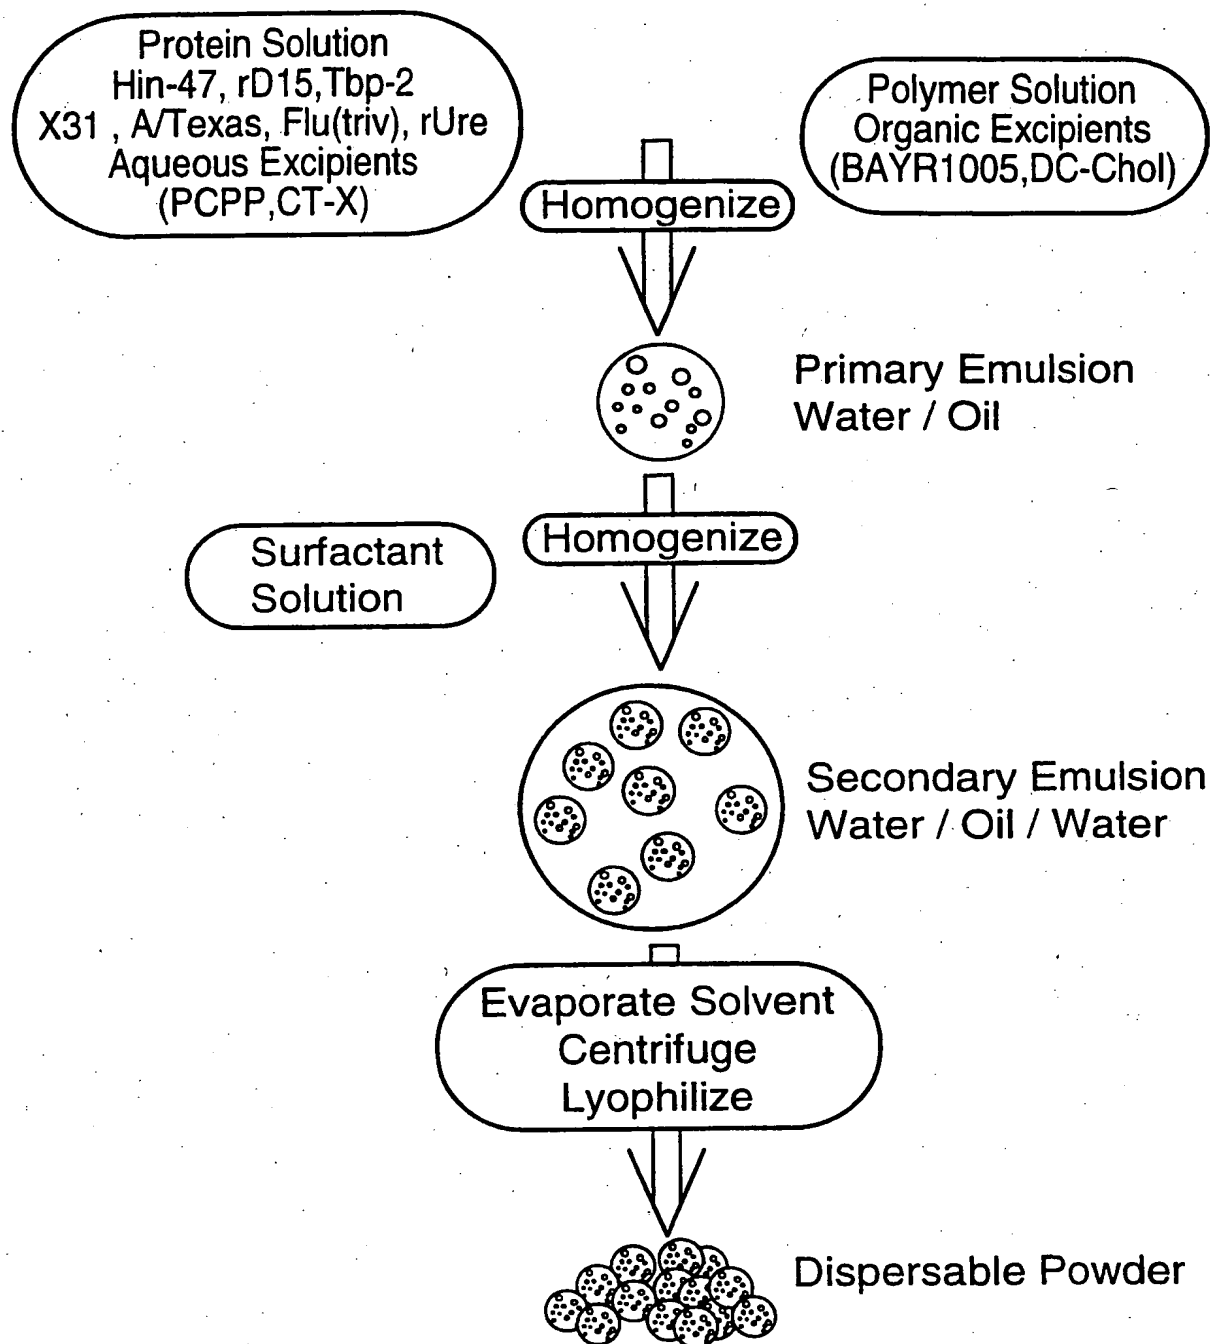 Protein Solution
Hin-47, rD15,Tbp-2
X31 , A/Texas, Flu(triv), rUre
Aqueous Excipients
(PCPP,CT-X)
Polymer Solution
Organic Excipients
(BAYR1005,DC-Chol)
Homogenize
Primary Emulsion
Water / Oil
Surfactant
Solution
Homogenize
Secondary Emulsion
Water / Oil / Water
Evaporate Solvent
Centrifuge
Lyophilize
Dispersable Powder